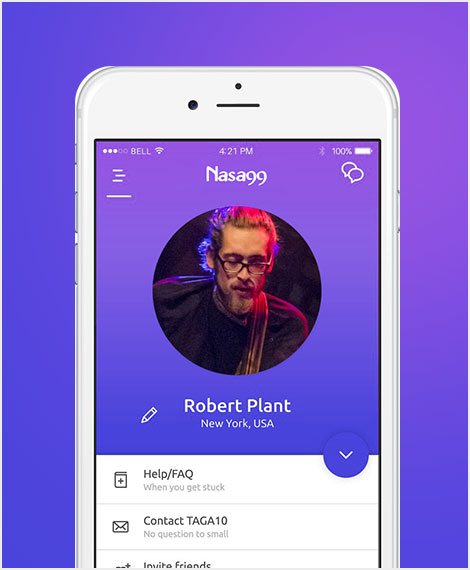 BELL 4:21 PM 100%
Nasa99
Robert Plant
New York, USA
Help/FAQ
When you get stuck
Contact TAGA10
No question to small
Invite friends